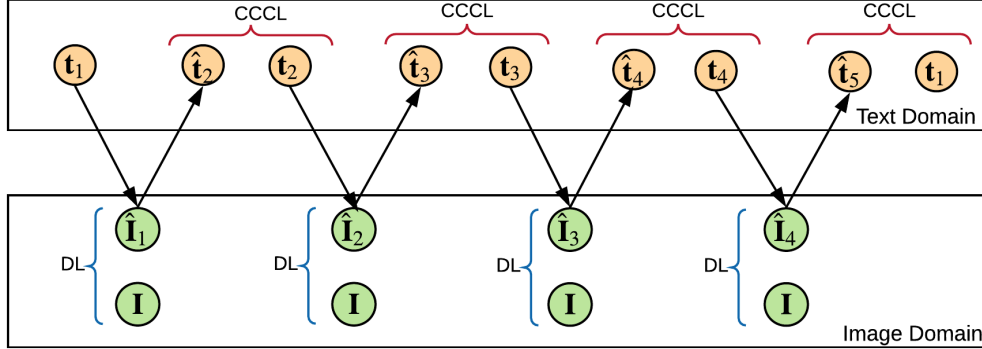 CCCL CCCL CCCL CCCL
t₁ t̂₂ t₂ t̂₃ t₃ t̂₄ t₄ t̂₅ t₁
Text Domain
Î₁ Î₂ Î₃ Î₄
DL DL DL DL
I I I I
Image Domain